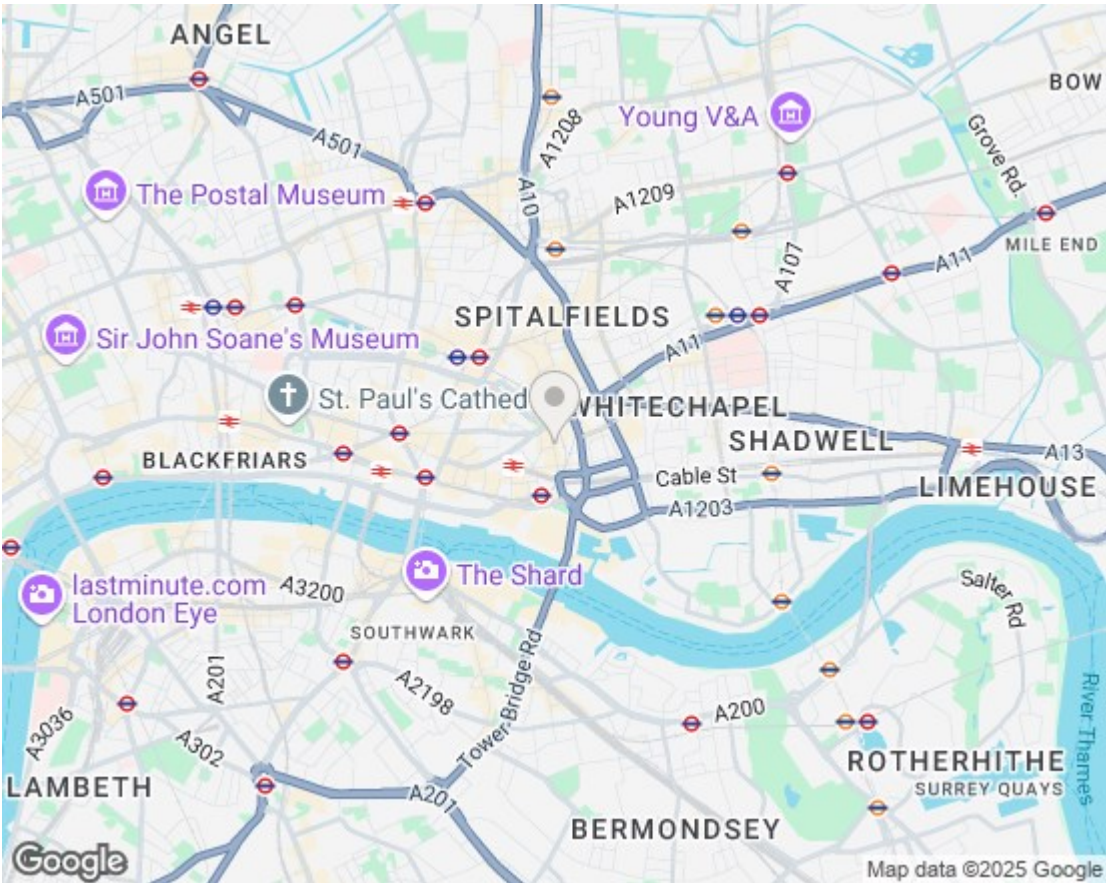 ANGEL
BOW
A501
A1208
Young V&A
Grove Rd.
A501
The Postal Museum
A10
A1209
MILE END
A107
A11
SPITALFIELDS
Sir John Soane's Museum
A11
St. Paul's Cathed
WHITECHAPEL
SHADWELL
BLACKFRIARS
A13
Cable St
LIMEHOUSE
A1203
lastminute.com
London Eye
A3200
The Shard
Salter Rd
SOUTHWARK
A201
A2198
Tower Bridge Rd
A200
River Thames
A3036
A302
LAMBETH
A201
ROTHERHITHE
SURREY QUAYS
BERMONDSEY
Google
Map data ©2025 Google